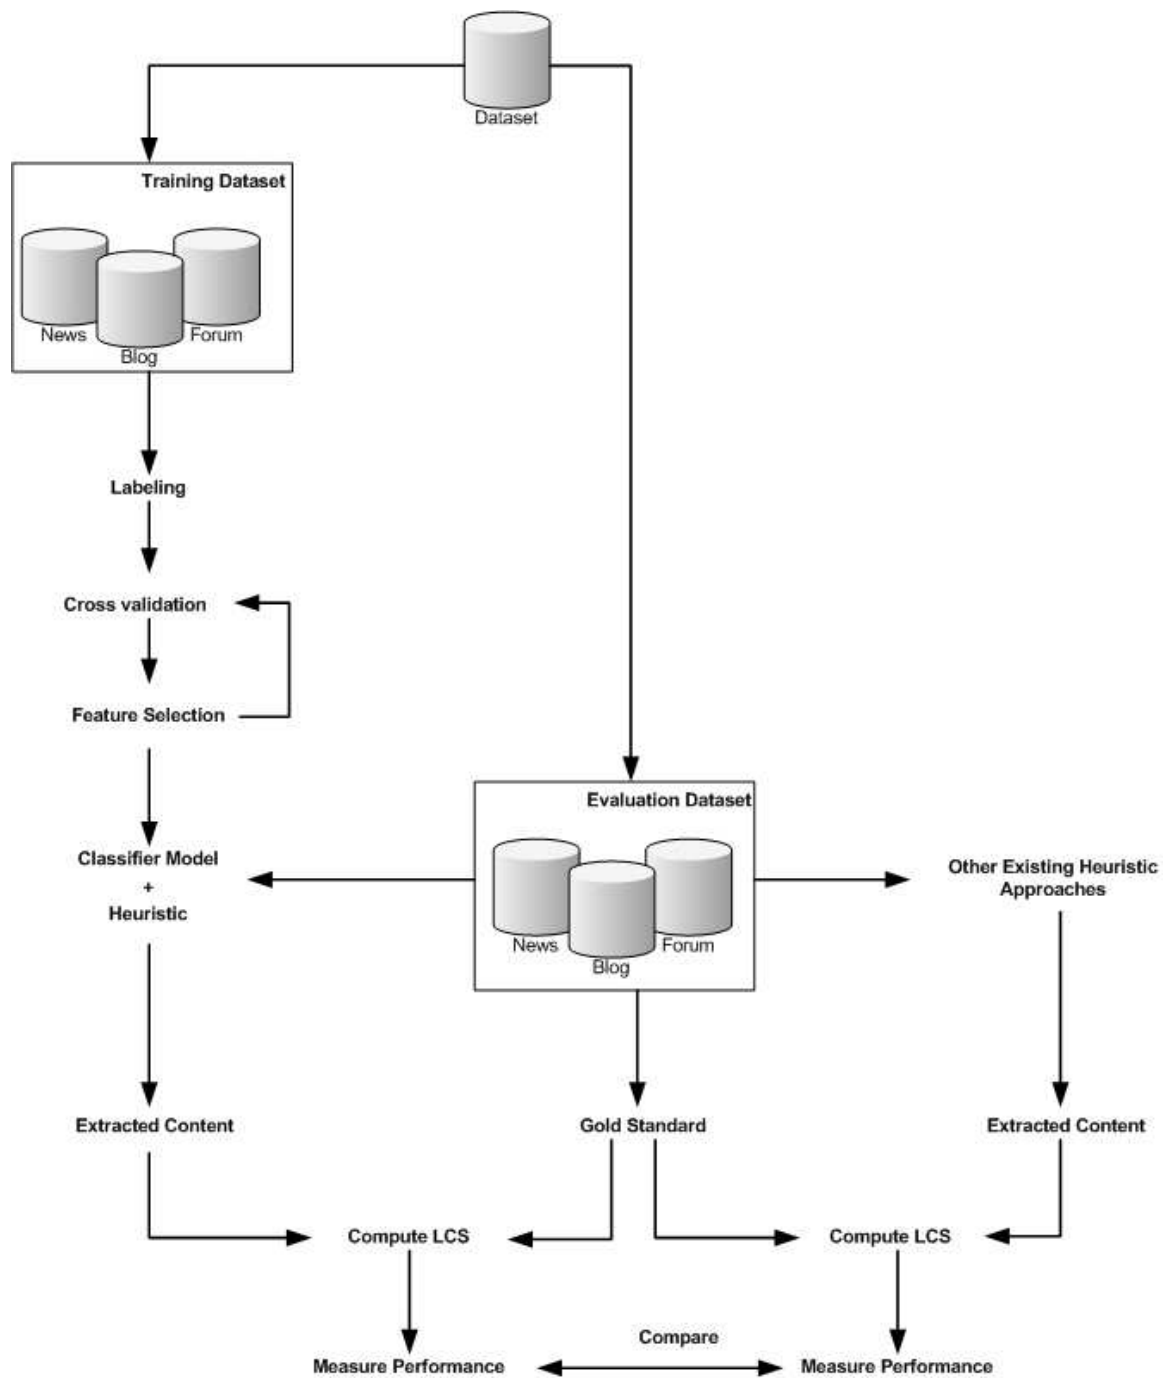 Dataset
Training Dataset
News
Forum
Blog
Labeling
Cross validation
Feature Selection
Evaluation Dataset
Classifier Model
+
Heuristic
Other Existing Heuristic
Approaches
News
Forum
Blog
Extracted Content
Gold Standard
Extracted Content
Compute LCS
Compute LCS
Compare
Measure Performance
Measure Performance